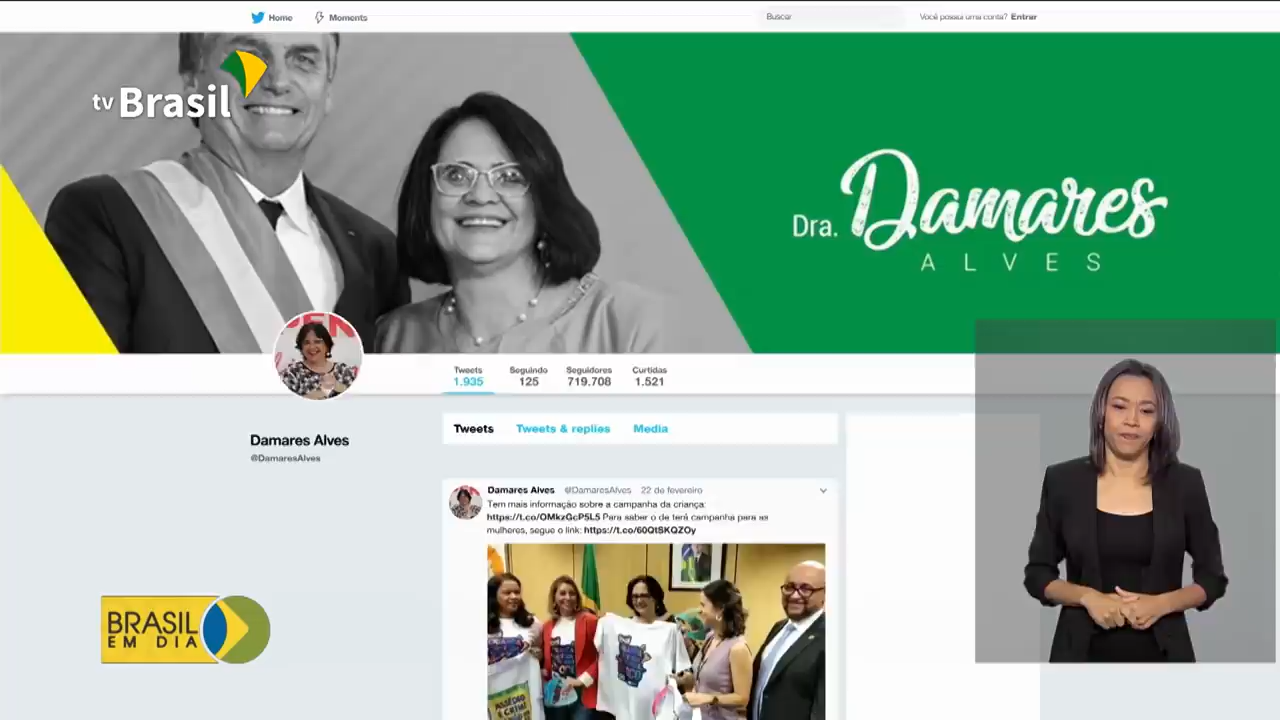 Home
Moments
Buscar
Você possui uma conta? Entrar
tv Brasil
Dra. Damares
ALVES
Tweets
1.935
Seguindo
125
Seguidores
719.708
Curtidas
1.521
Damares Alves
@DamaresAlves
Tweets
Tweets & replies
Media
Damares Alves @DamaresAlves 22 de fevereiro
Tem mais informação sobre a campanha da criança:
https://t.co/OMkzGcP5L5 Para saber o de terá campanha para as
mulheres, segue o link: https://t.co/60QtSKQZOy
BRASIL
EM DIA